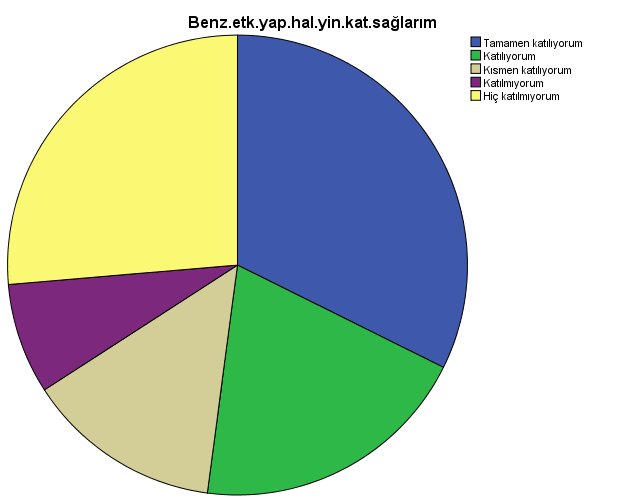 Benz.etk.yap.hal.yin.kat.sağlarım
Tamamen katılıyorum
Katılıyorum
Kısmen katılıyorum
Katılmıyorum
Hiç katılmıyorum